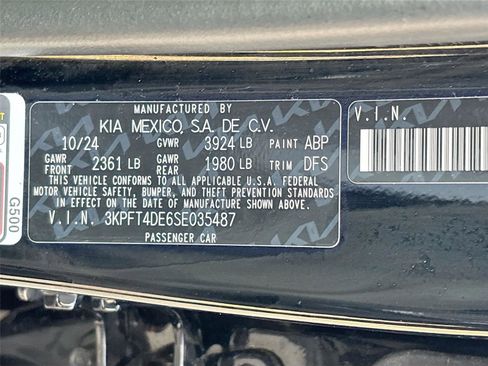 MANUFACTURED BY
KIA MEXICO, S.A. DE C.V.
10/24 GVWR 3924 LB PAINT ABP
GAWR FRONT 2361 LB GAWR REAR 1980 LB TRIM DFS
THIS VEHICLE CONFORMS TO ALL APPLICABLE U.S.A. FEDERAL
MOTOR VEHICLE SAFETY, BUMPER, AND THEFT PREVENTION STANDARDS
IN EFFECT ON THE DATE OF MANUFACTURE SHOWN ABOVE.
V.I.N. 3KPFT4DE6SE035487
PASSENGER CAR
V.I.N.
G500